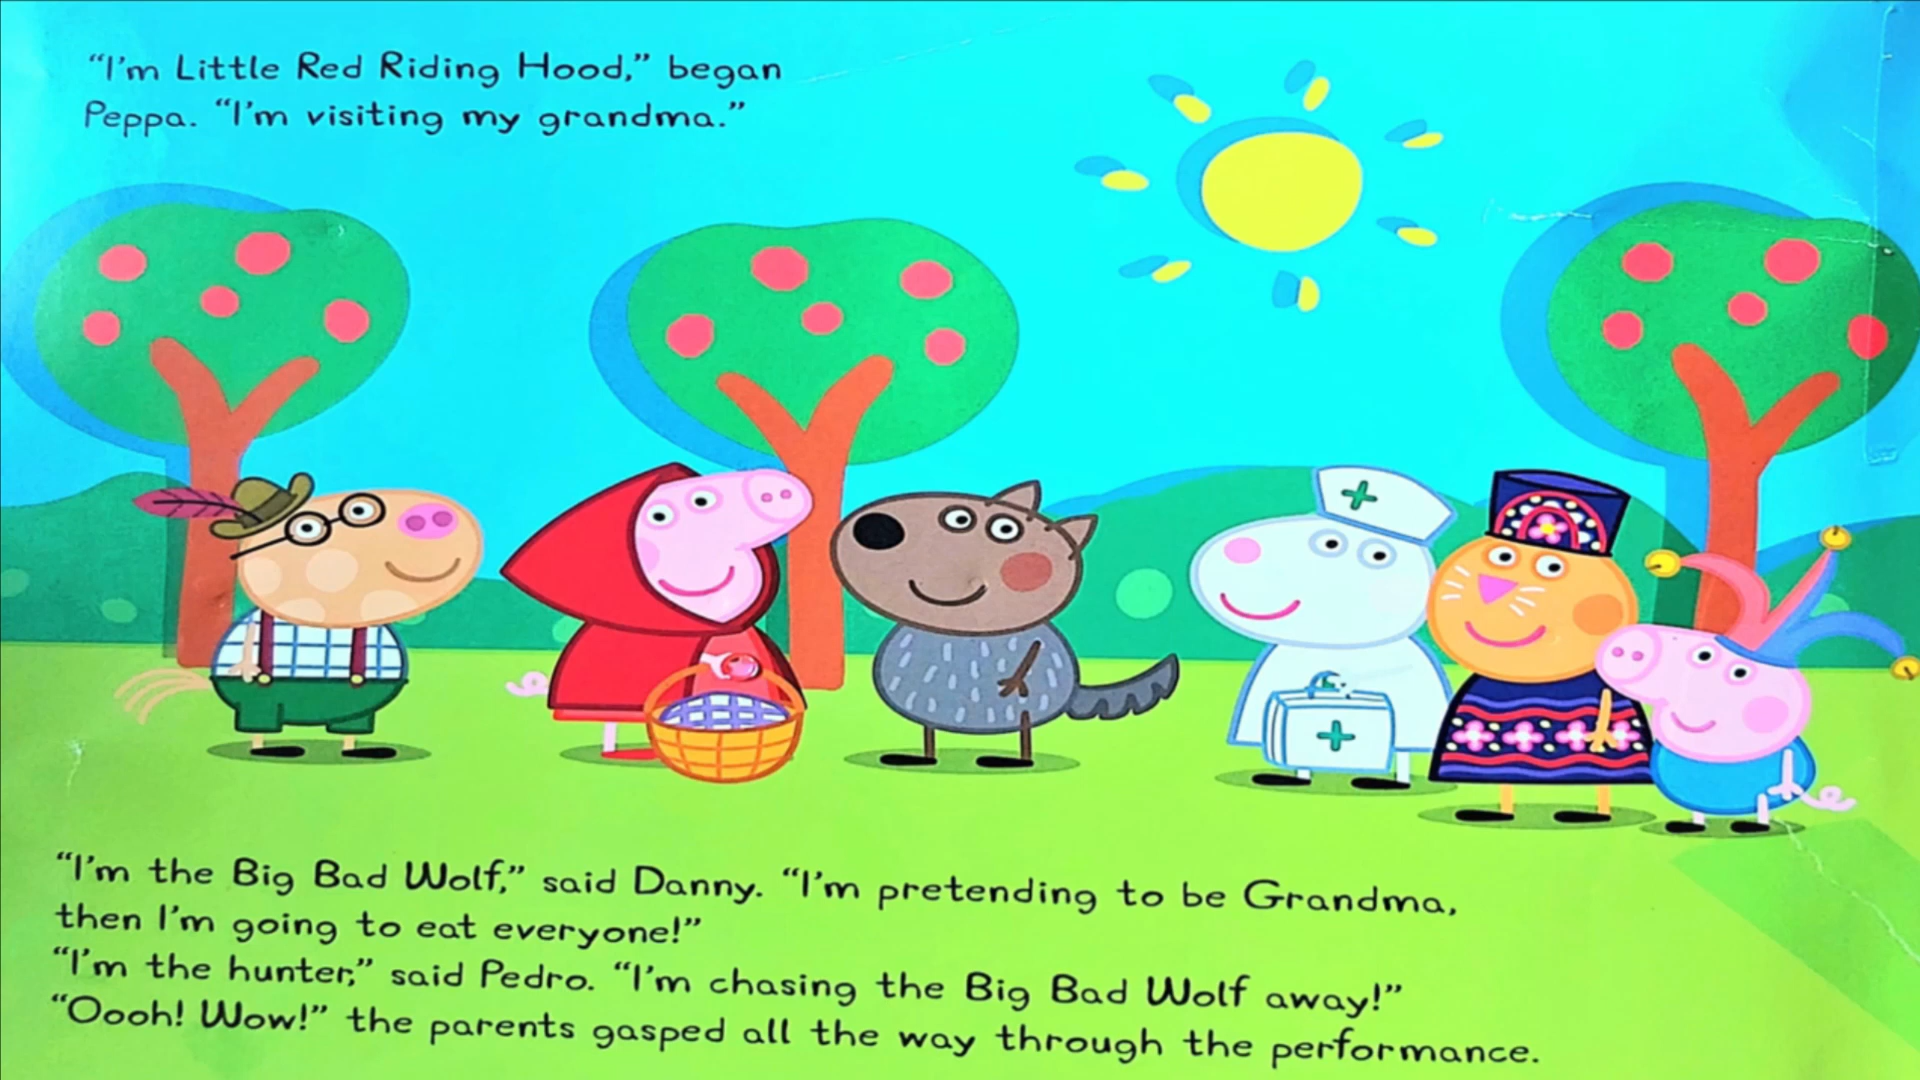 “I’m Little Red Riding Hood,” began
Peppa. “I’m visiting my grandma.”
“I’m the Big Bad Wolf,” said Danny. “I’m pretending to be Grandma,
then I’m going to eat everyone!”
“I’m the hunter,” said Pedro. “I’m chasing the Big Bad Wolf away!”
“Oooh! Wow!” the parents gasped all the way through the performance.